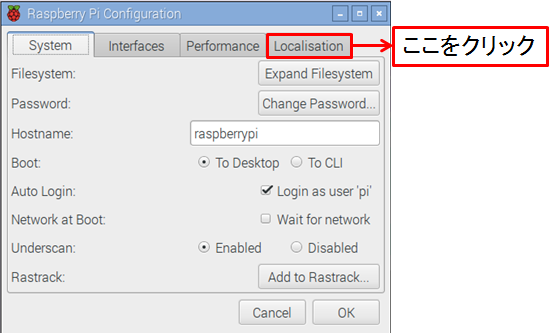 Raspberry Pi Configuration
System Interfaces Performance Localisation
ここをクリック
Filesystem: Expand Filesystem
Password: Change Password...
Hostname: raspberrypi
Boot: To Desktop To CLI
Auto Login: Login as user 'pi'
Network at Boot: Wait for network
Underscan: Enabled Disabled
Rastrack: Add to Rastrack...
Cancel OK